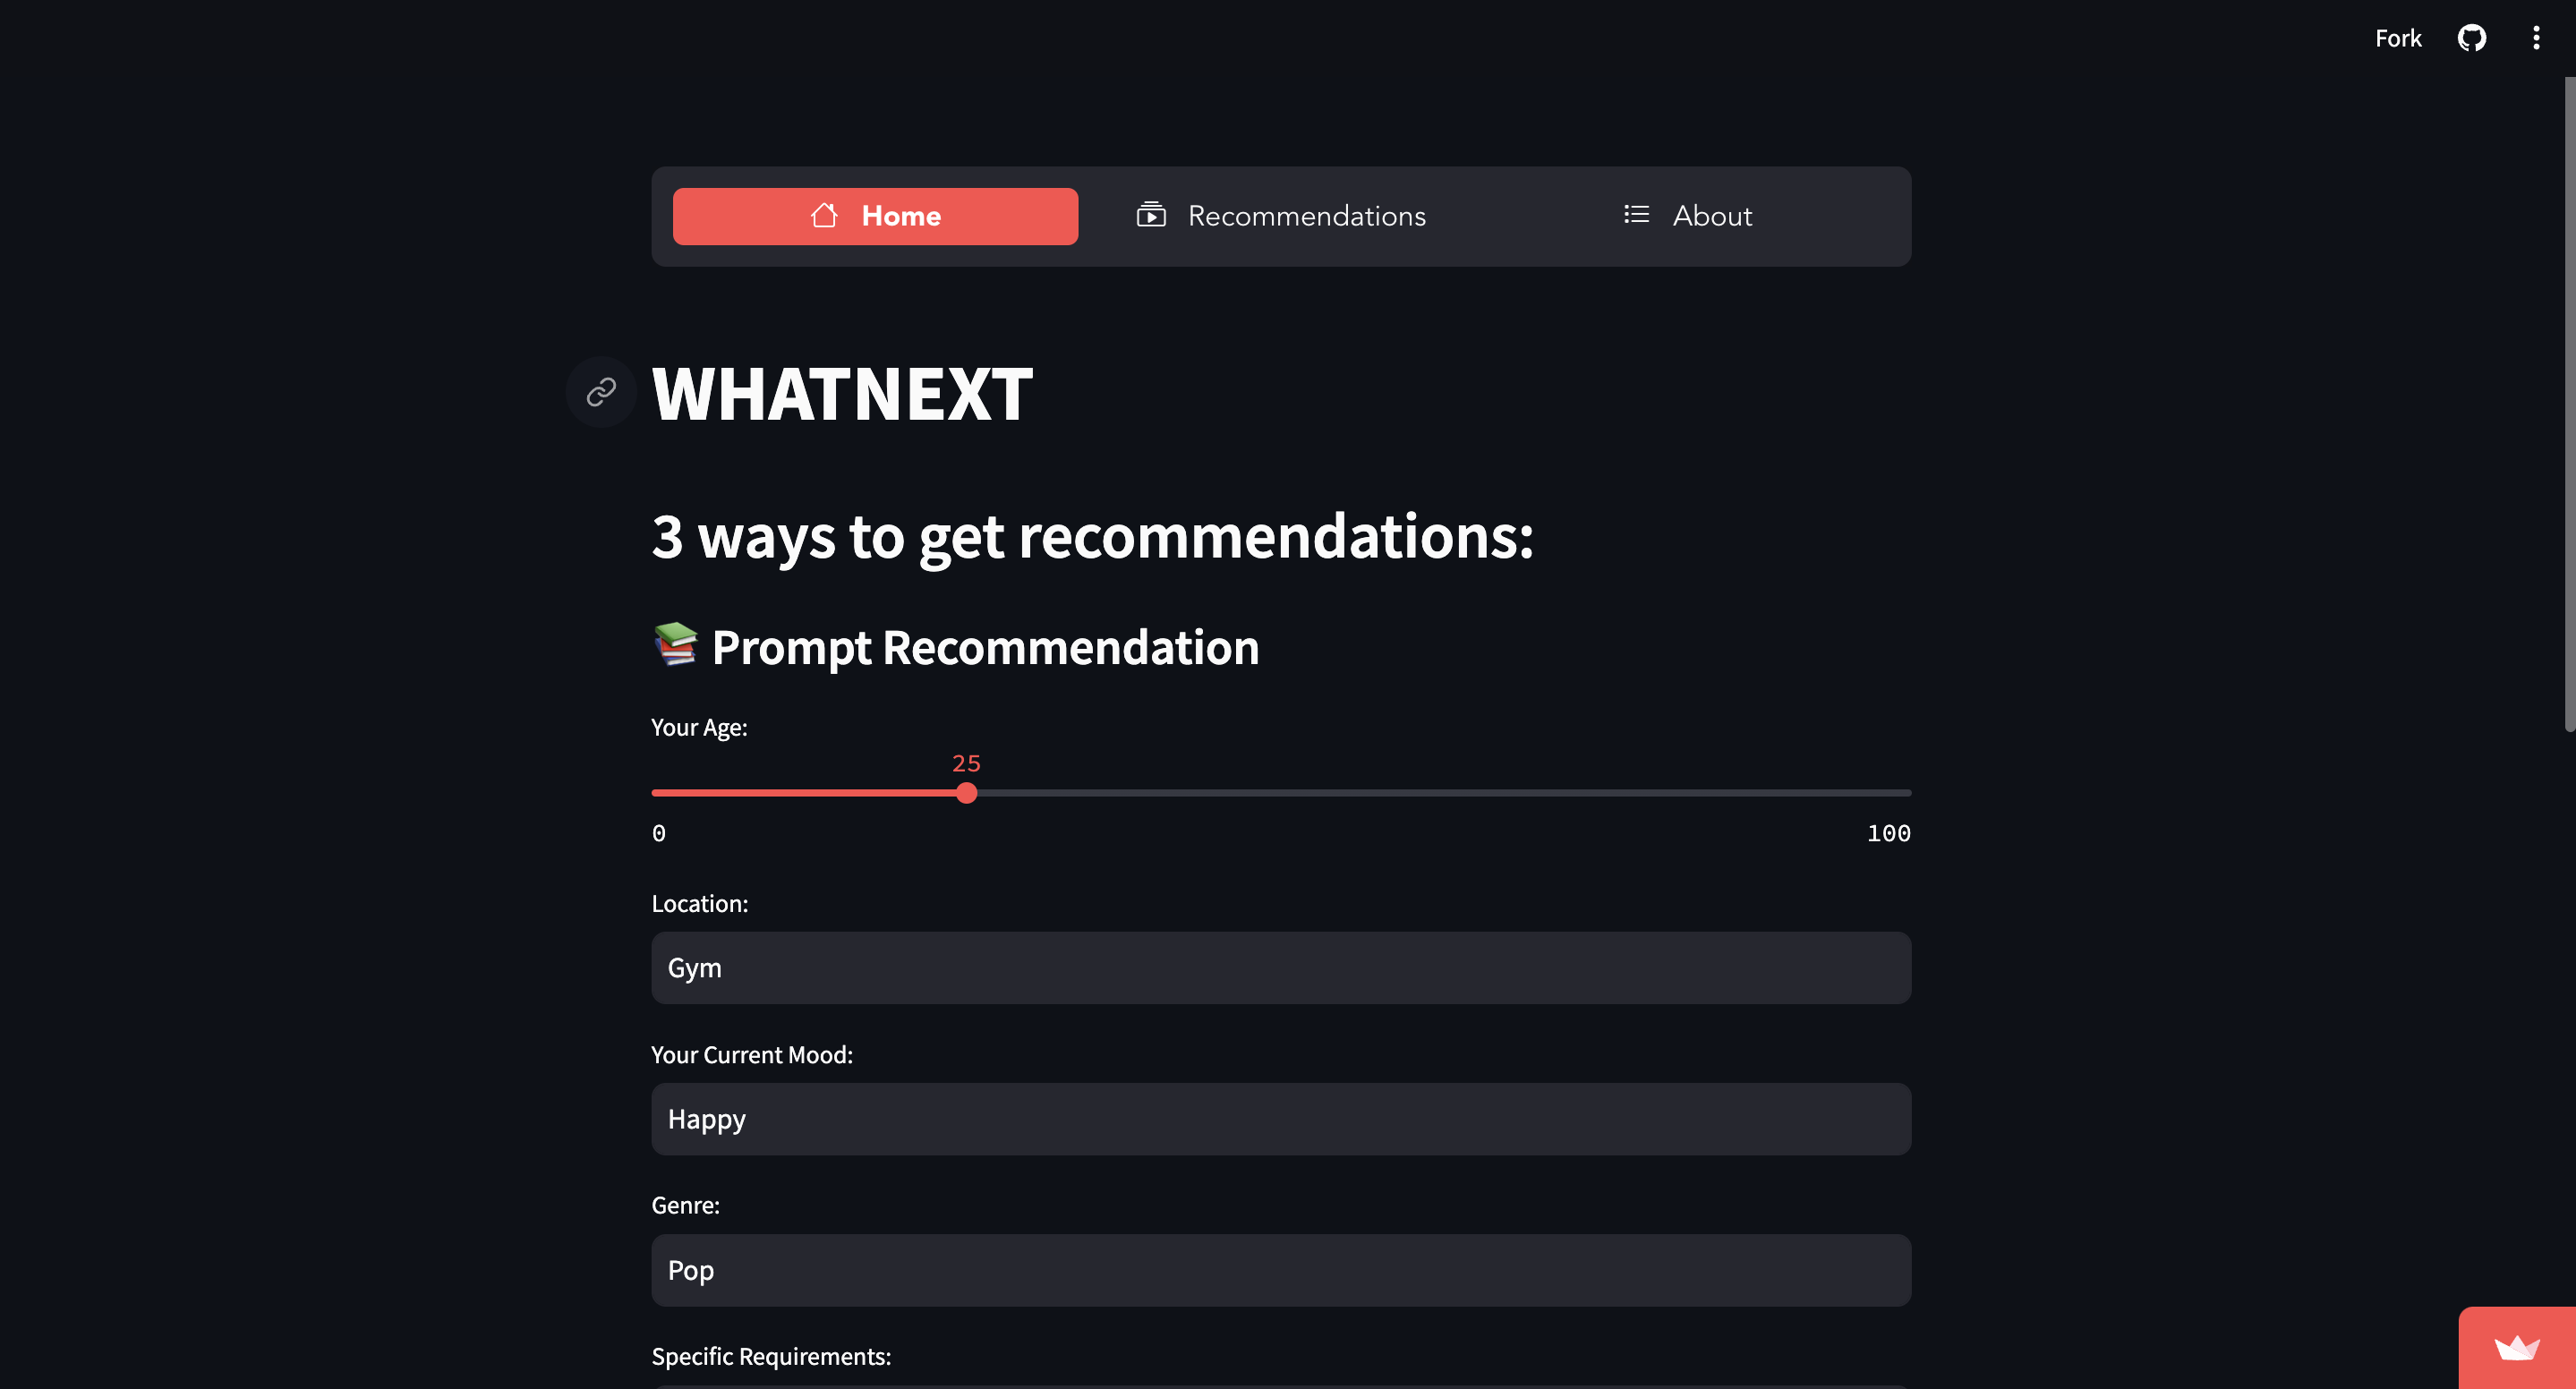 Fork
Home
Recommendations
About
WHATNEXT
3 ways to get recommendations:
📚 Prompt Recommendation
Your Age:
25
0
100
Location:
Gym
Your Current Mood:
Happy
Genre:
Pop
Specific Requirements: